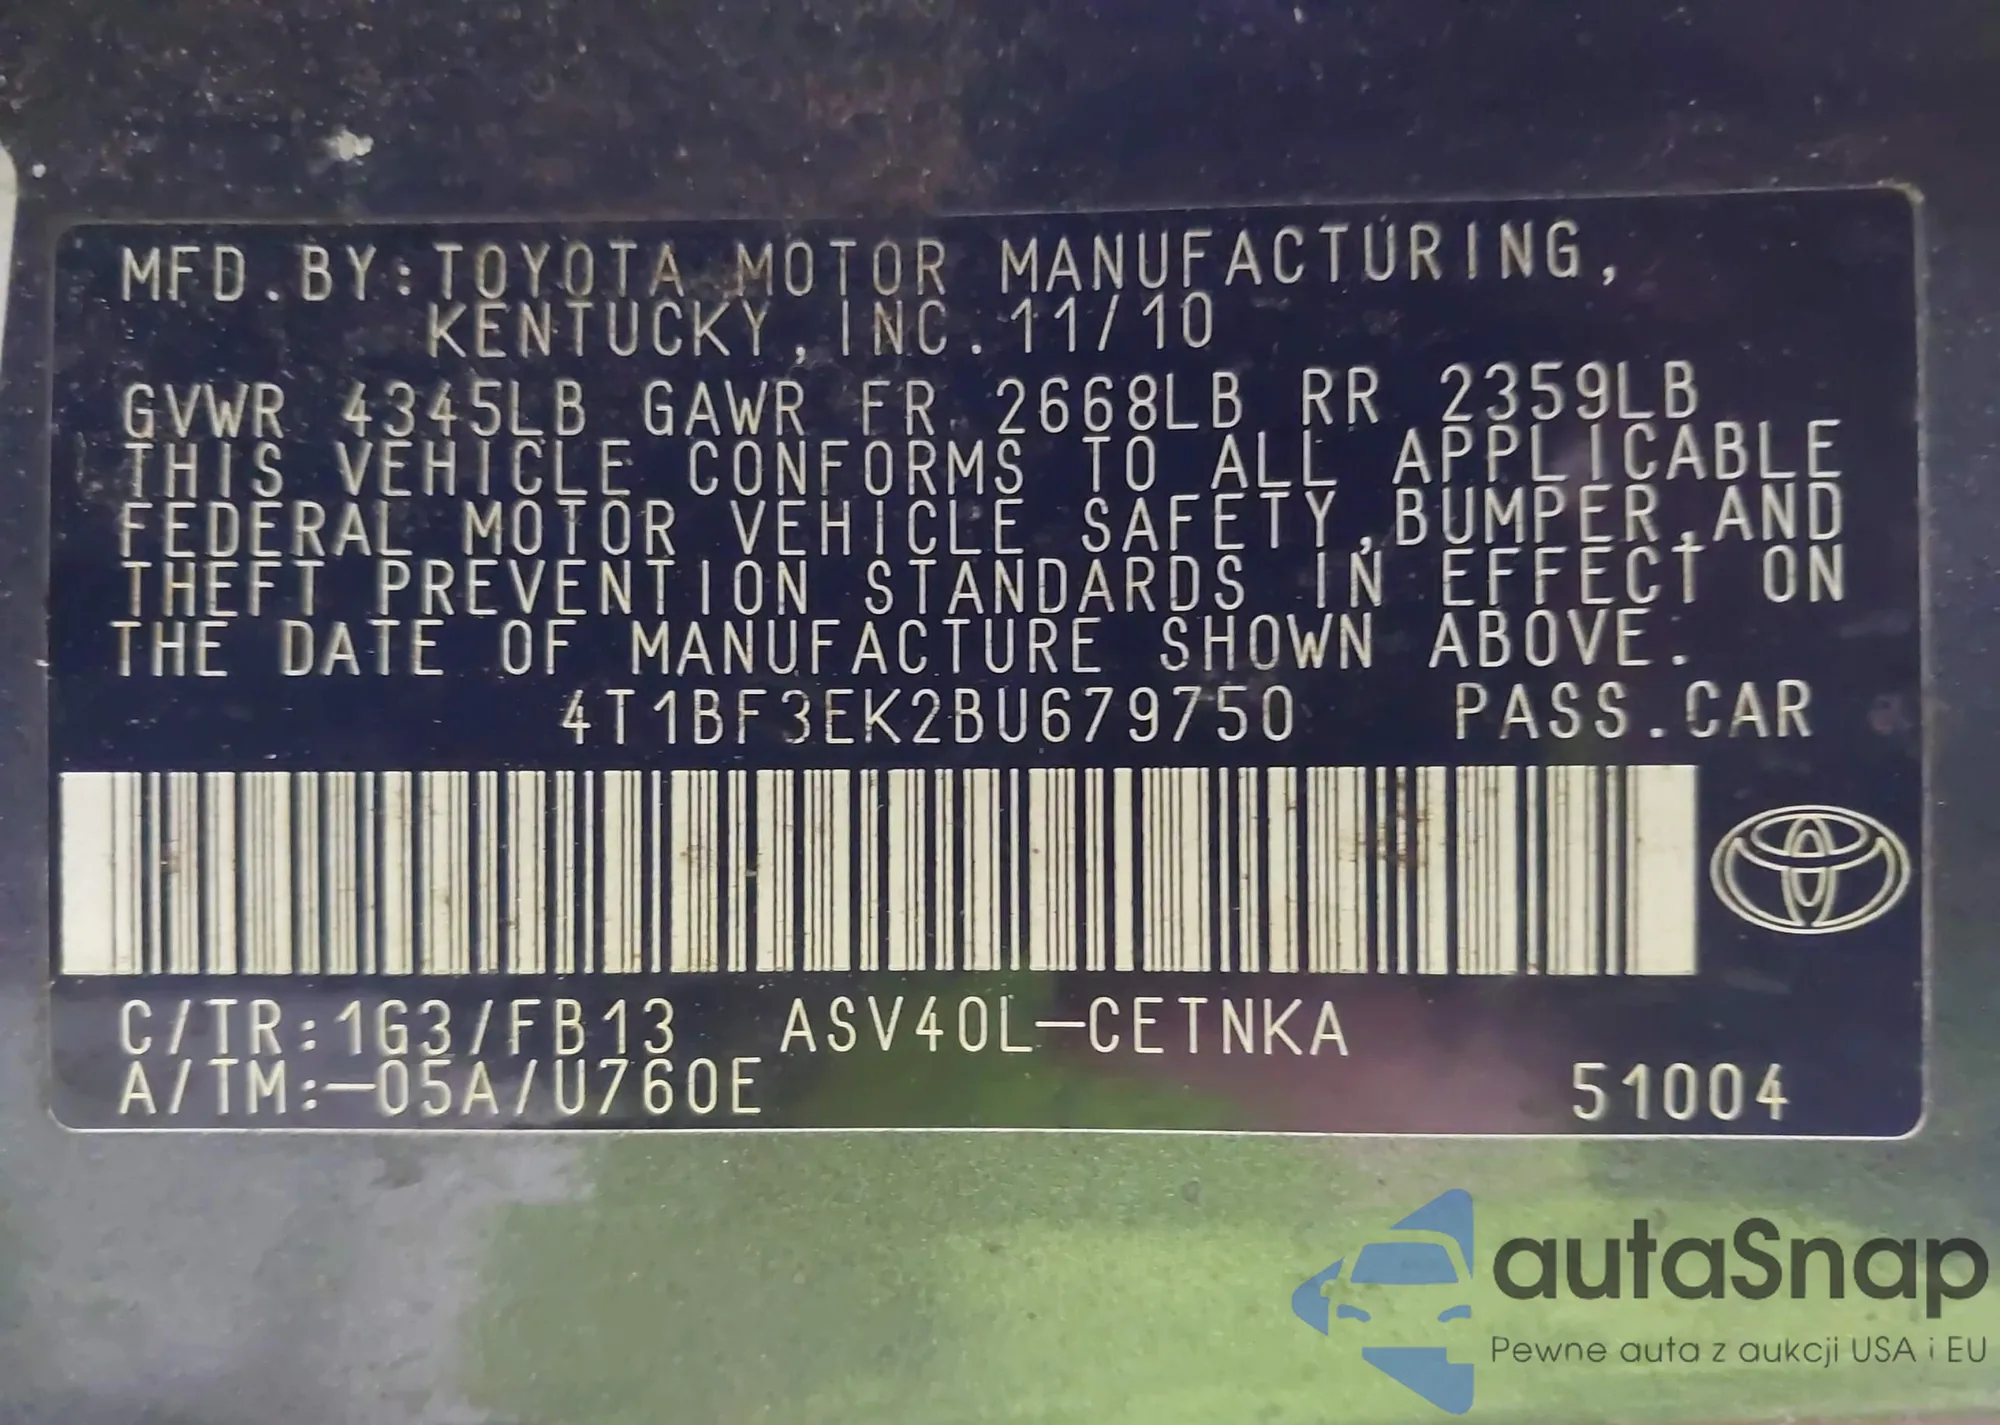 MFD.BY:TOYOTA MOTOR MANUFACTURING,
KENTUCKY,INC.11/10
GVWR 4345LB GAWR FR 2668LB RR 2359LB
THIS VEHICLE CONFORMS TO ALL APPLICABLE
FEDERAL MOTOR VEHICLE SAFETY,BUMPER,AND
THEFT PREVENTION STANDARDS IN EFFECT ON
THE DATE OF MANUFACTURE SHOWN ABOVE.
4T1BF3EK2BU679750 PASS.CAR
C/TR:1G3/FB13 ASV40L-CETNKA
A/TM:-05A/U760E 51004
autaSnap
Pewne auta z aukcji USA i EU